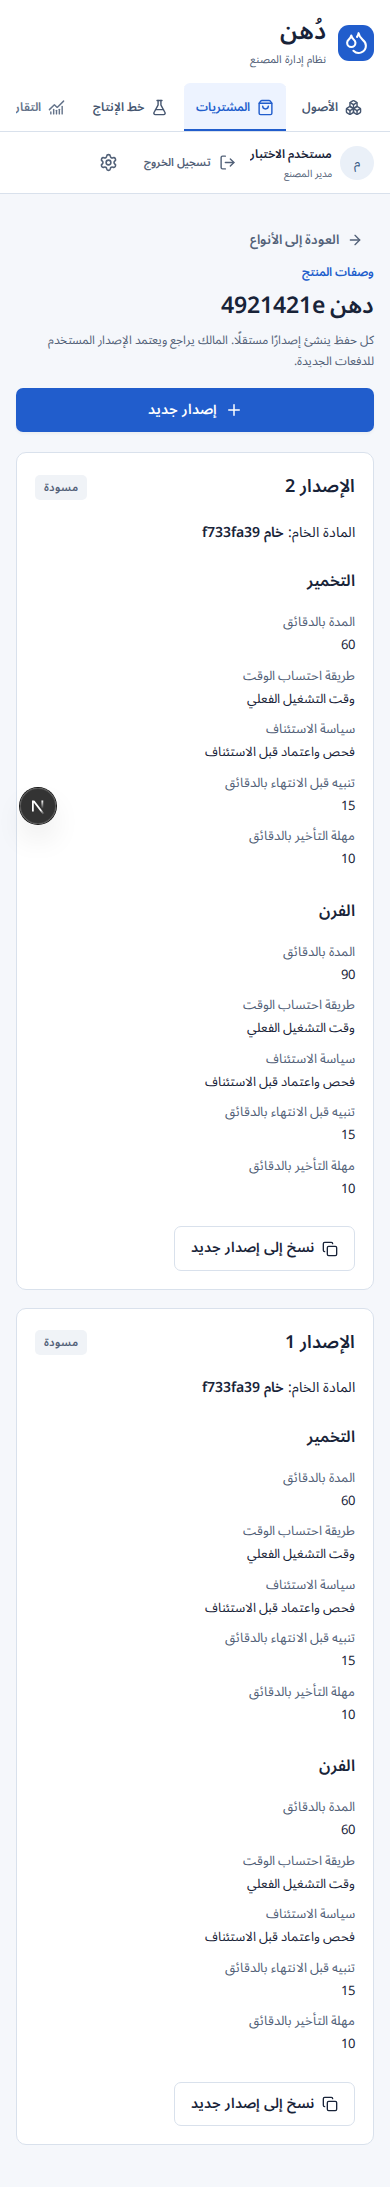 دُهن
نظام إدارة المصنع
الأصول
المشتريات
خط الإنتاج
التقار
م
مستخدم الاختبار
مدير المصنع
تسجيل الخروج
العودة إلى الأنواع
وصفات المنتج
دهن 4921421e
كل حفظ ينشئ إصدارًا مستقلًا. المالك يراجع ويعتمد الإصدار المستخدم
للدفعات الجديدة.
إصدار جديد
الإصدار 2
مسودة
المادة الخام: خام f733fa39
التخمير
المدة بالدقائق
60
طريقة احتساب الوقت
وقت التشغيل الفعلي
سياسة الاستئناف
فحص واعتماد قبل الاستئناف
تنبيه قبل الانتهاء بالدقائق
15
مهلة التأخير بالدقائق
10
الفرن
المدة بالدقائق
90
طريقة احتساب الوقت
وقت التشغيل الفعلي
سياسة الاستئناف
فحص واعتماد قبل الاستئناف
تنبيه قبل الانتهاء بالدقائق
15
مهلة التأخير بالدقائق
10
نسخ إلى إصدار جديد
الإصدار 1
مسودة
المادة الخام: خام f733fa39
التخمير
المدة بالدقائق
60
طريقة احتساب الوقت
وقت التشغيل الفعلي
سياسة الاستئناف
فحص واعتماد قبل الاستئناف
تنبيه قبل الانتهاء بالدقائق
15
مهلة التأخير بالدقائق
10
الفرن
المدة بالدقائق
60
طريقة احتساب الوقت
وقت التشغيل الفعلي
سياسة الاستئناف
فحص واعتماد قبل الاستئناف
تنبيه قبل الانتهاء بالدقائق
15
مهلة التأخير بالدقائق
10
نسخ إلى إصدار جديد